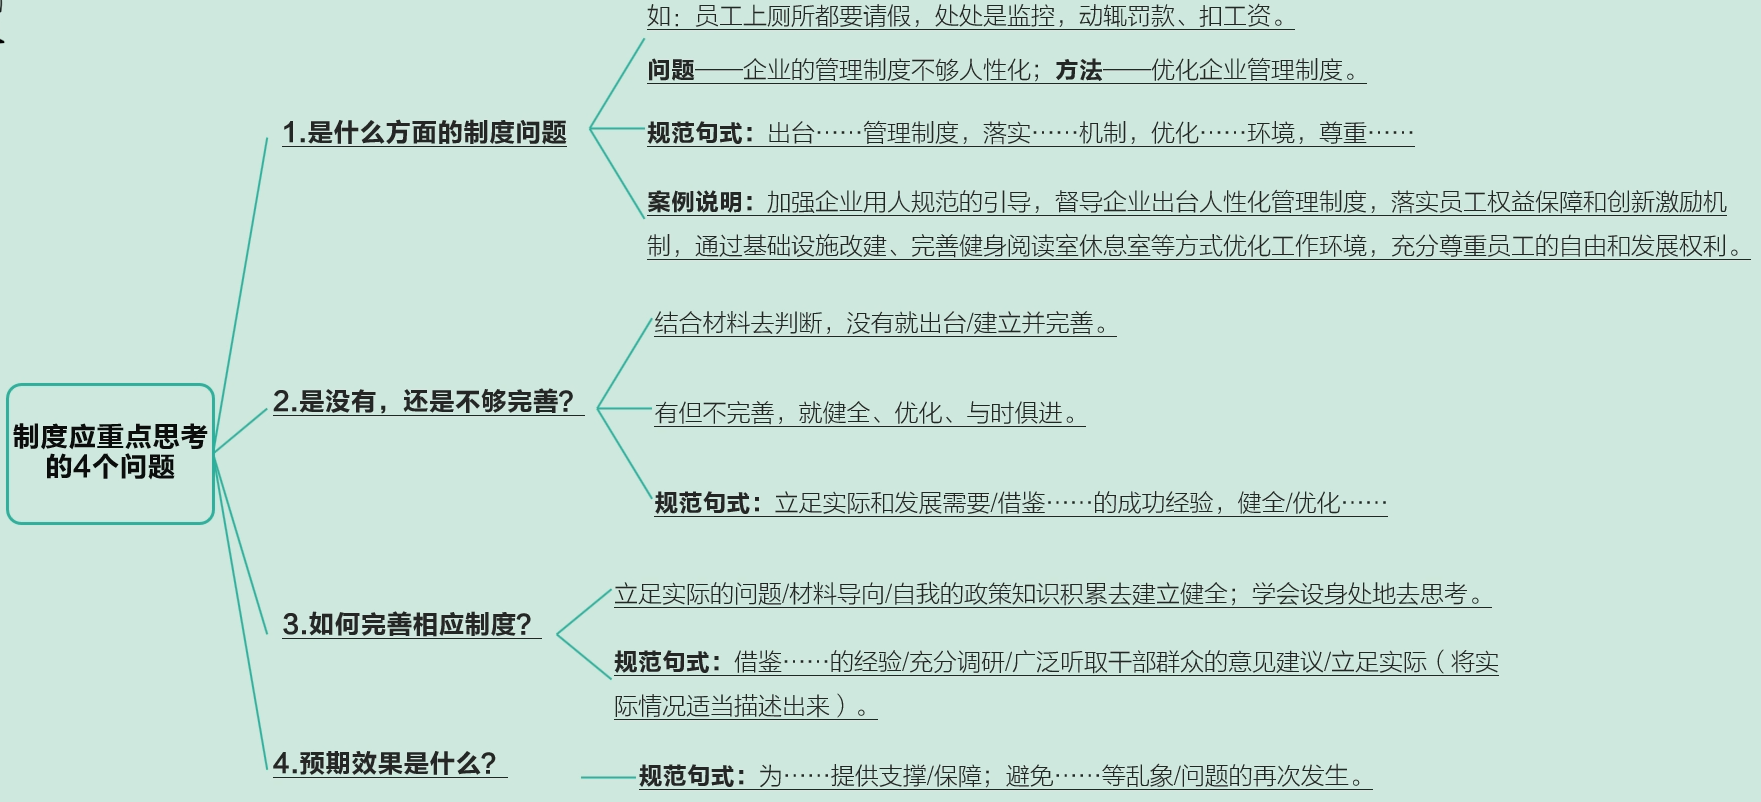 如：员工上厕所都要请假，处处是监控，动辄罚款、扣工资。
问题——企业的管理制度不够人性化；方法——优化企业管理制度。
1.是什么方面的制度问题
规范句式：出台……管理制度，落实……机制，优化……环境，尊重……
案例说明：加强企业用人规范的引导，督导企业出台人性化管理制度，落实员工权益保障和创新激励机
制，通过基础设施改建、完善健身阅读室休息室等方式优化工作环境，充分尊重员工的自由和发展权利。
结合材料去判断，没有就出台/建立并完善。
2.是没有，还是不够完善？
有但不完善，就健全、优化、与时俱进。
制度应重点思考
的4个问题
规范句式：立足实际和发展需要/借鉴……的成功经验，健全/优化……
立足实际的问题/材料导向/自我的政策知识积累去建立健全；学会设身处地去思考。
3.如何完善相应制度？
规范句式：借鉴……的经验/充分调研/广泛听取干部群众的意见建议/立足实际（将实
际情况适当描述出来）。
4.预期效果是什么？
规范句式：为……提供支撑/保障；避免……等乱象/问题的再次发生。